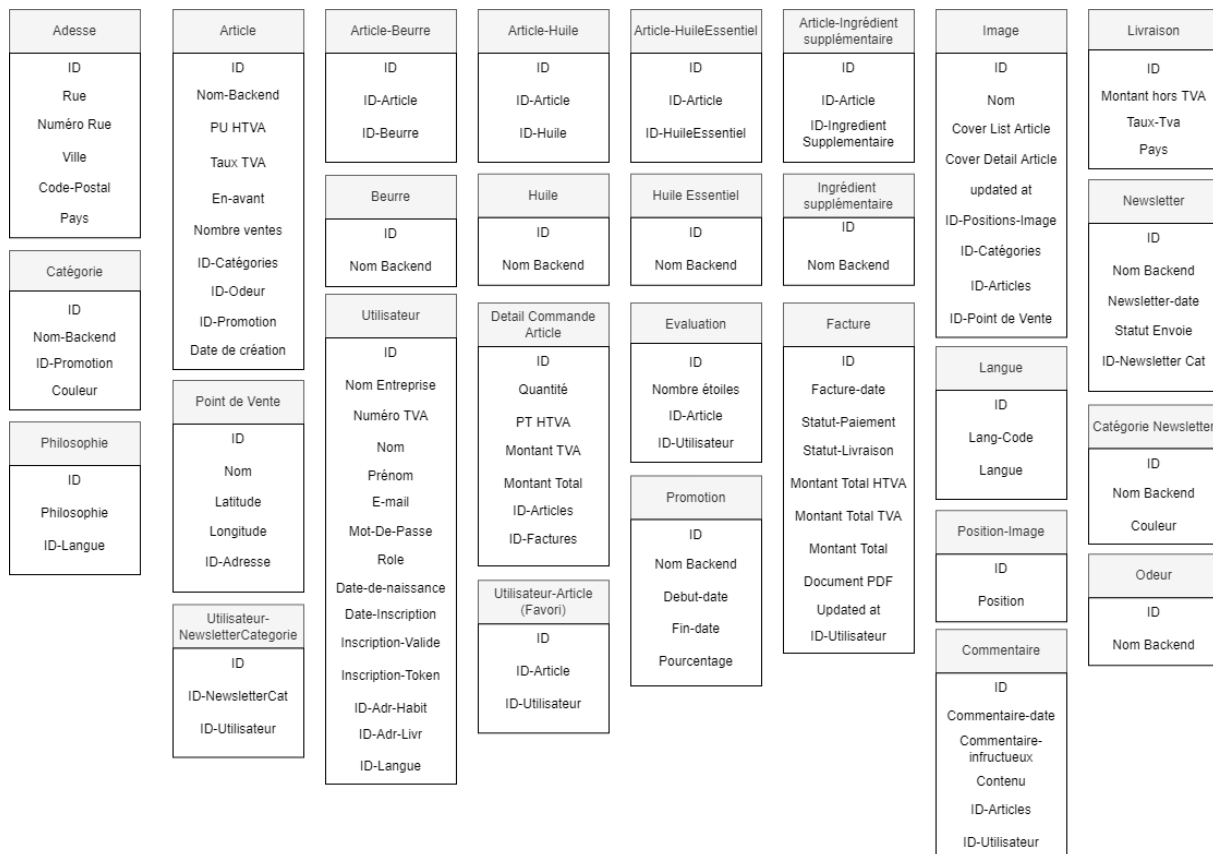 Adesse
ID
Rue
Numéro Rue
Ville
Code-Postal
Pays
Catégorie
ID
Nom-Backend
ID-Promotion
Couleur
Philosophie
ID
Philosophie
ID-Langue
Article
ID
Nom-Backend
PU HTVA
Taux TVA
En-avant
Nombre ventes
ID-Catégories
ID-Odeur
ID-Promotion
Date de création
Point de Vente
ID
Nom
Latitude
Longitude
ID-Adresse
Utilisateur-
NewsletterCategorie
ID
ID-NewsletterCat
ID-Utilisateur
Article-Beurre
ID
ID-Article
ID-Beurre
Beurre
ID
Nom Backend
Utilisateur
ID
Nom Entreprise
Numéro TVA
Nom
Prénom
E-mail
Mot-De-Passe
Role
Date-de-naissance
Date-Inscription
Inscription-Valide
Inscription-Token
ID-Adr-Habit
ID-Adr-Livr
ID-Langue
Article-Huile
ID
ID-Article
ID-Huile
Huile
ID
Nom Backend
Detail Commande
Article
ID
Quantité
PT HTVA
Montant TVA
Montant Total
ID-Articles
ID-Factures
Utilisateur-Article
(Favori)
ID
ID-Article
ID-Utilisateur
Article-HuileEssentiel
ID
ID-Article
ID-HuileEssentiel
Huile Essentiel
ID
Nom Backend
Evaluation
ID
Nombre étoiles
ID-Article
ID-Utilisateur
Promotion
ID
Nom Backend
Debut-date
Fin-date
Pourcentage
Article-Ingrédient
supplémentaire
ID
ID-Article
ID-Ingredient
Supplementaire
Ingrédient
supplémentaire
ID
Nom Backend
Facture
ID
Facture-date
Statut-Paiement
Statut-Livraison
Montant Total HTVA
Montant Total TVA
Montant Total
Document PDF
Updated at
ID-Utilisateur
Image
ID
Nom
Cover List Article
Cover Detail Article
updated at
ID-Positions-Image
ID-Catégories
ID-Articles
ID-Point de Vente
Langue
ID
Lang-Code
Langue
Position-Image
ID
Position
Commentaire
ID
Commentaire-date
Commentaire-
infructueux
Contenu
ID-Articles
ID-Utilisateur
Livraison
ID
Montant hors TVA
Taux-Tva
Pays
Newsletter
ID
Nom Backend
Newsletter-date
Statut Envoie
ID-Newsletter Cat
Catégorie Newsletter
ID
Nom Backend
Couleur
Odeur
ID
Nom Backend